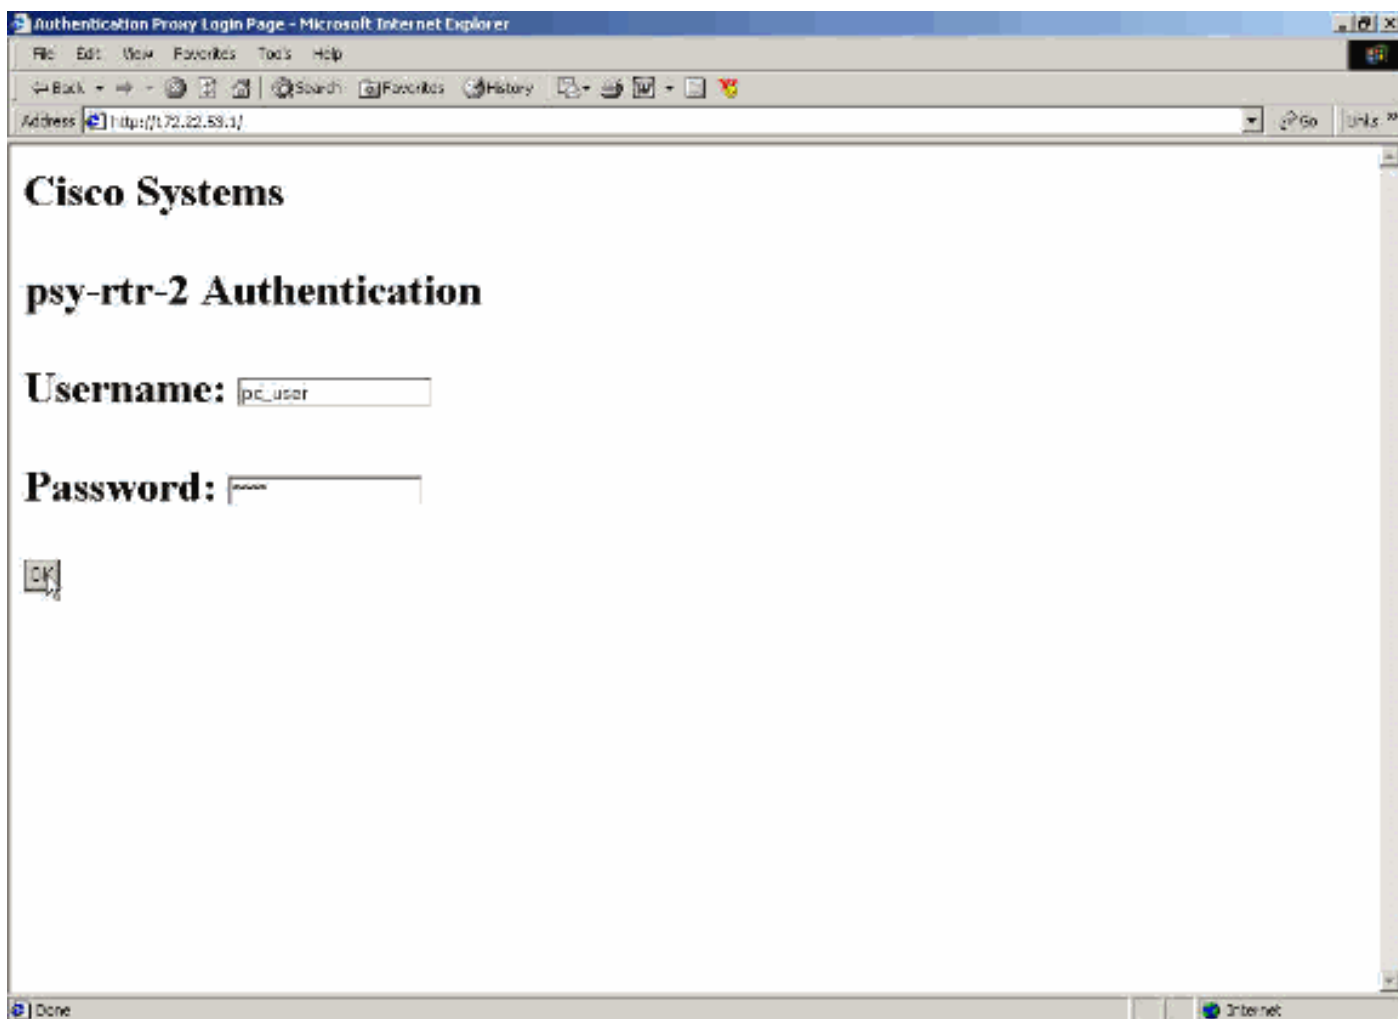 Authentication Proxy Login Page - Microsoft Internet Explorer
File Edit View Favorites Tools Help
Back Search Favorites History
Address http://172.22.53.1/ Go Links »
Cisco Systems
psy-rtr-2 Authentication
Username: pc_user
Password: ****
OK
Done Internet